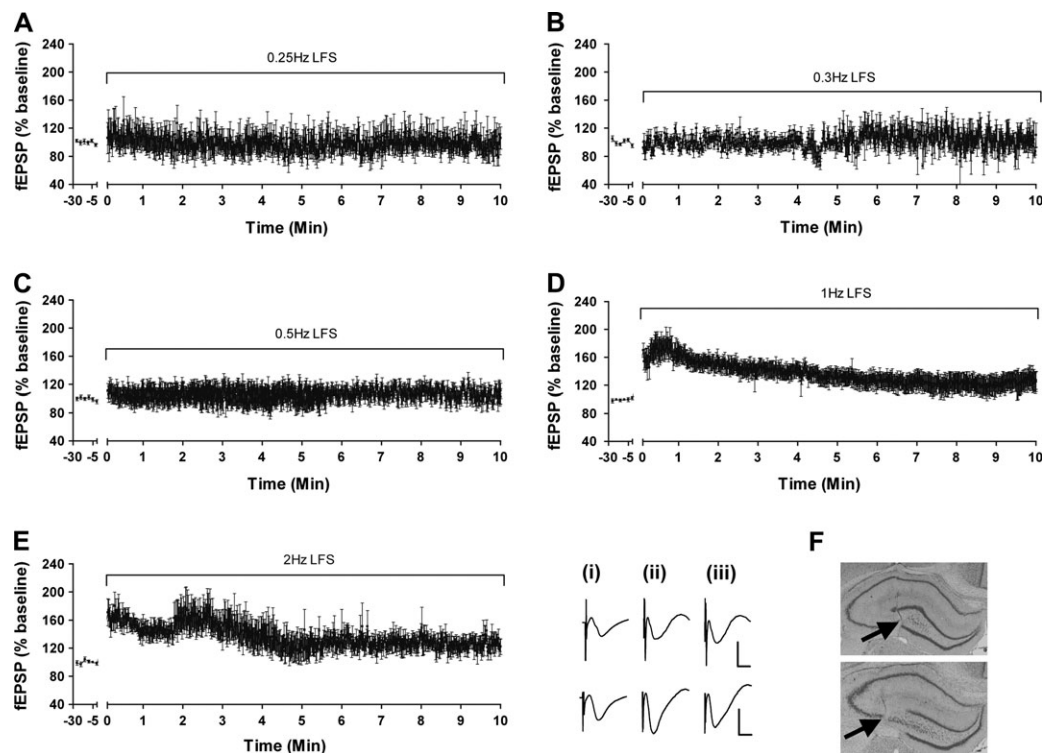 A
fEPSP (% baseline)
240
200
160
120
80
40
0.25Hz LFS
-30 -5 0 1 2 3 4 5 6 7 8 9 10
Time (Min)
B
fEPSP (% baseline)
240
200
160
120
80
40
0.3Hz LFS
-30 -5 0 1 2 3 4 5 6 7 8 9 10
Time (Min)
C
fEPSP (% baseline)
240
200
160
120
80
40
0.5Hz LFS
-30 -5 0 1 2 3 4 5 6 7 8 9 10
Time (Min)
D
fEPSP (% baseline)
240
200
160
120
80
40
1Hz LFS
-30 -5 0 1 2 3 4 5 6 7 8 9 10
Time (Min)
E
fEPSP (% baseline)
240
200
160
120
80
40
2Hz LFS
-30 -5 0 1 2 3 4 5 6 7 8 9 10
Time (Min)
(i) (ii) (iii)
F